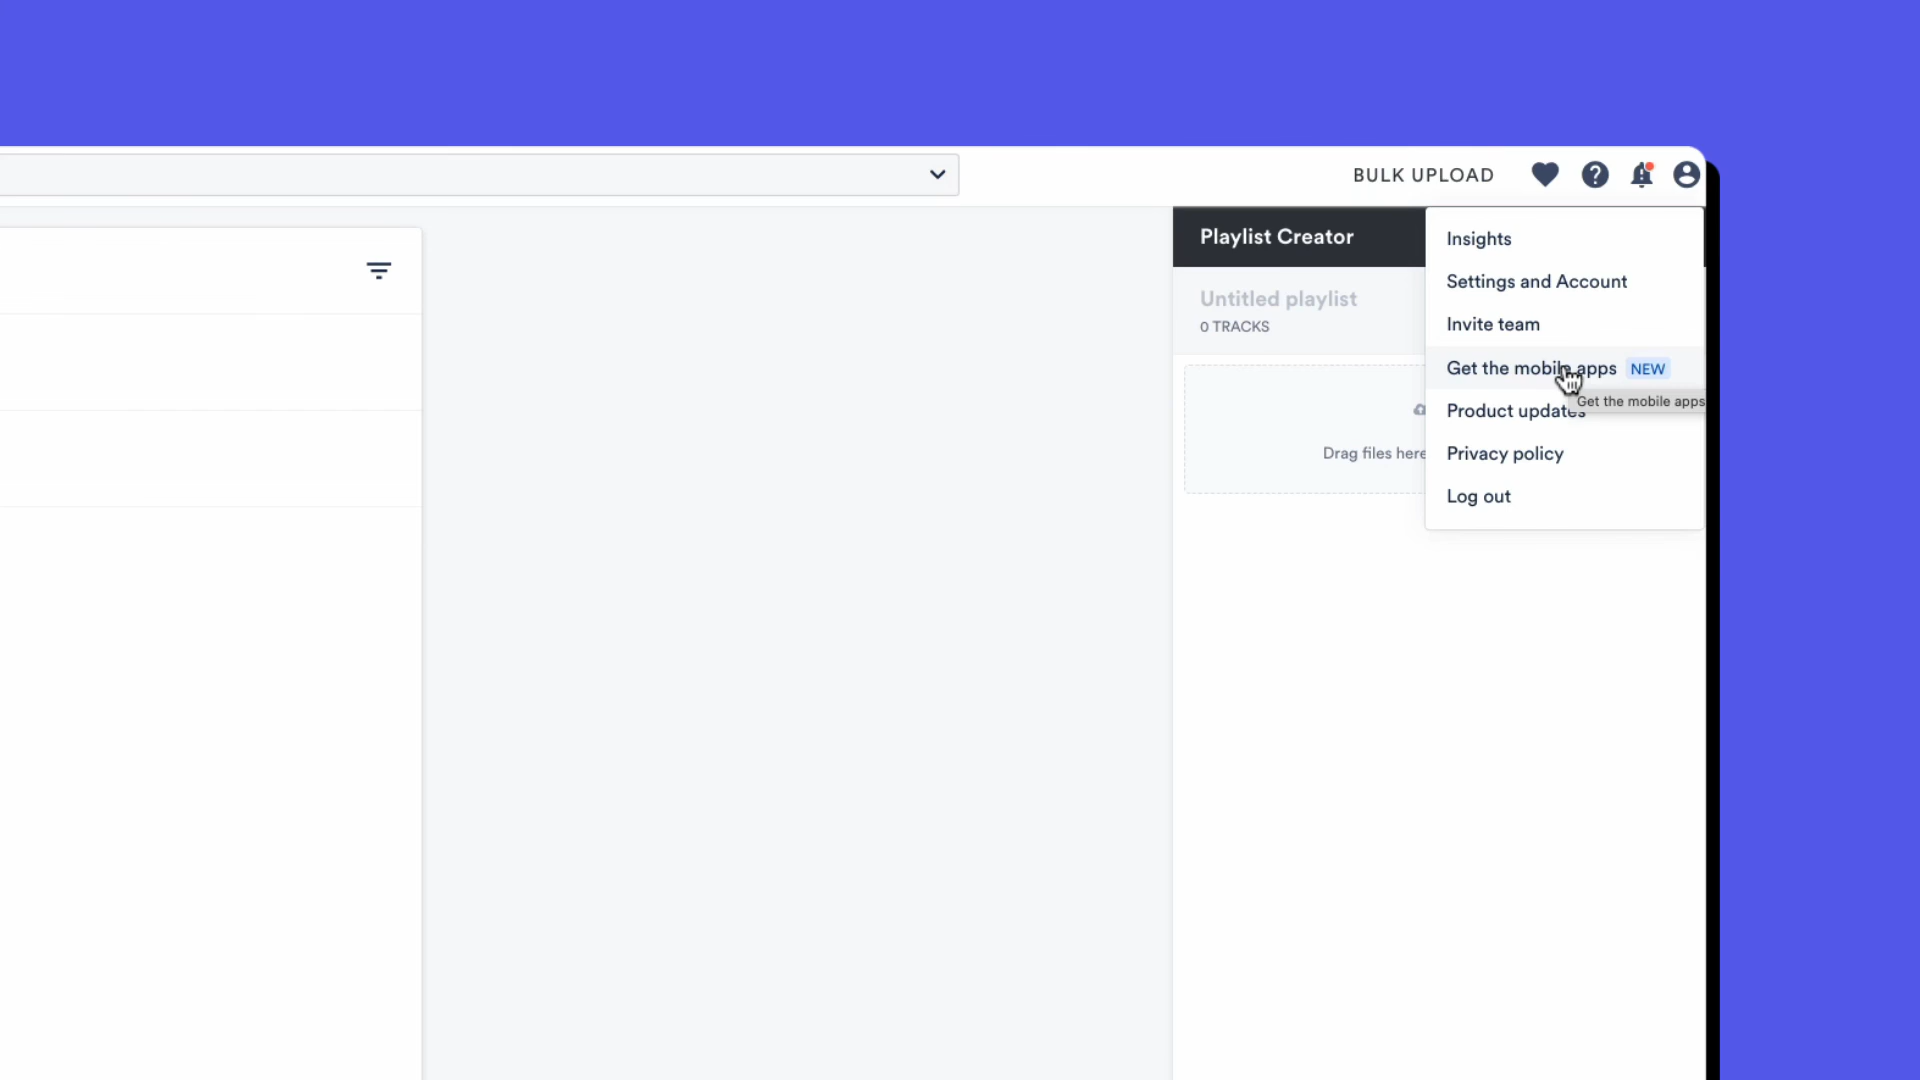 BULK UPLOAD
Playlist Creator
Untitled playlist
0 TRACKS
Drag files here
Insights
Settings and Account
Invite team
Get the mobile apps NEW
Get the mobile apps
Product updates
Privacy policy
Log out